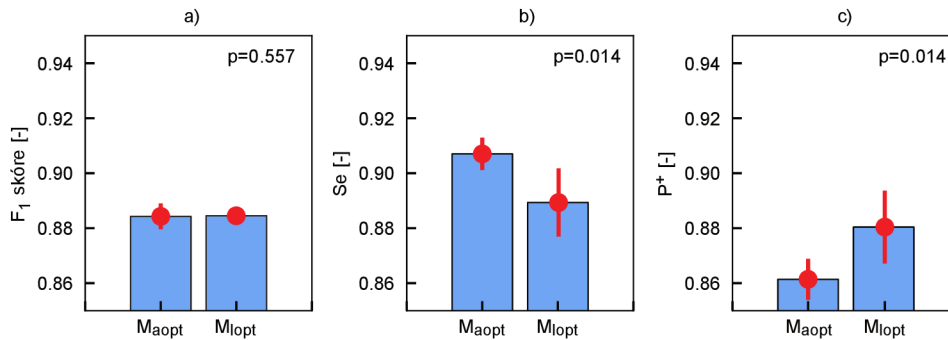 a)
p=0.557
0.94
0.92
0.90
0.88
0.86
F₁ skóre [-]
Maopt Mlopt
b)
p=0.014
0.94
0.92
0.90
0.88
0.86
Se [-]
Maopt Mlopt
c)
p=0.014
0.94
0.92
0.90
0.88
0.86
P⁺ [-]
Maopt Mlopt